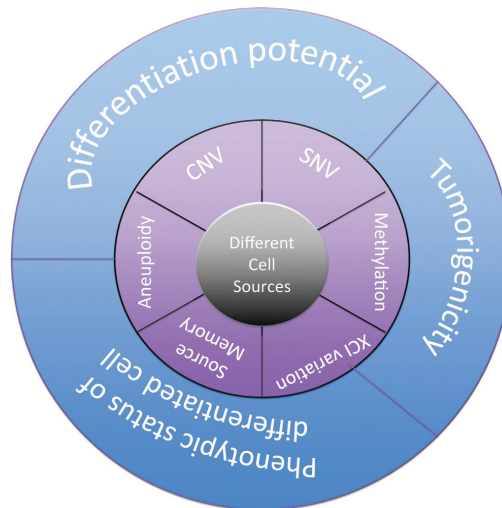 Differentiation potential
Tumorigenicity
Phenotypic status of
differentiated cell
CNV
SNV
Methylation
XCI variation
Source
Memory
Aneuploidy
Different
Cell
Sources